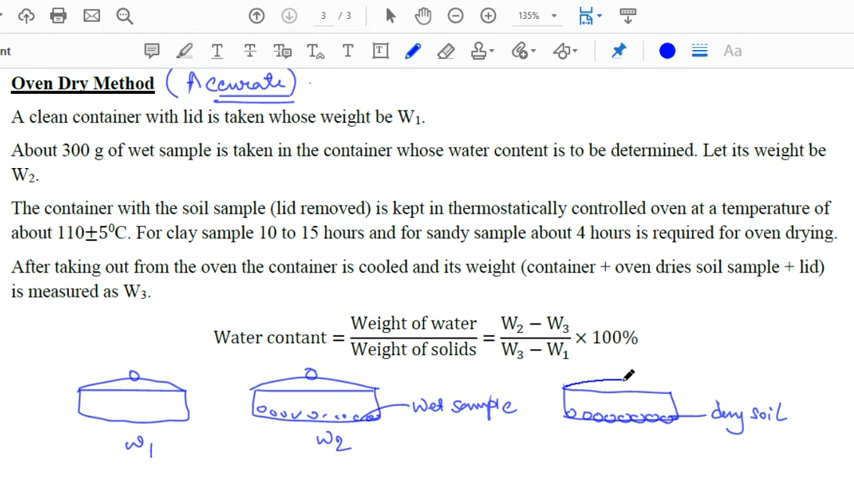 3 / 3
135%
nt
T T T T T
Aa
Oven Dry Method (Accurate)
A clean container with lid is taken whose weight be W₁.
About 300 g of wet sample is taken in the container whose water content is to be determined. Let its weight be
W₂.
The container with the soil sample (lid removed) is kept in thermostatically controlled oven at a temperature of
about 110±5⁰C. For clay sample 10 to 15 hours and for sandy sample about 4 hours is required for oven drying.
After taking out from the oven the container is cooled and its weight (container + oven dries soil sample + lid)
is measured as W₃.
Water contant = Weight of water / Weight of solids = W₂ − W₃ / W₃ − W₁ × 100%
wet sample
dry soil
W₁
W₂